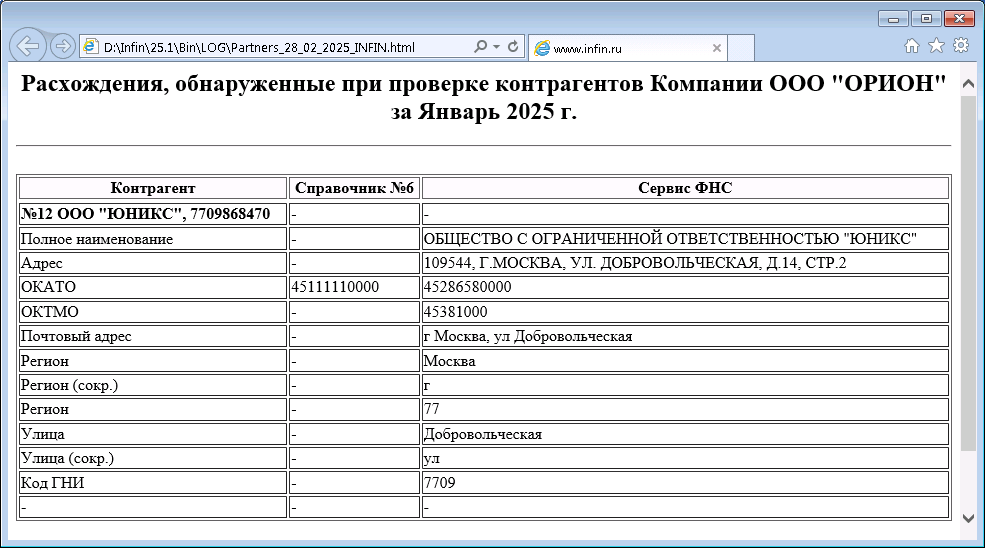 D:\Infin\25.1\Bin\LOG\Partners_28_02_2025_INFIN.html
www.infin.ru
Расхождения, обнаруженные при проверке контрагентов Компании ООО "ОРИОН"
за Январь 2025 г.
Контрагент Справочник №6 Сервис ФНС
№12 ООО "ЮНИКС", 7709868470 - -
Полное наименование - ОБЩЕСТВО С ОГРАНИЧЕННОЙ ОТВЕТСТВЕННОСТЬЮ "ЮНИКС"
Адрес - 109544, Г.МОСКВА, УЛ. ДОБРОВОЛЬЧЕСКАЯ, Д.14, СТР.2
ОКАТО 45111110000 45286580000
ОКТМО - 45381000
Почтовый адрес - г Москва, ул Добровольческая
Регион - Москва
Регион (сокр.) - г
Регион - 77
Улица - Добровольческая
Улица (сокр.) - ул
Код ГНИ - 7709
- - -